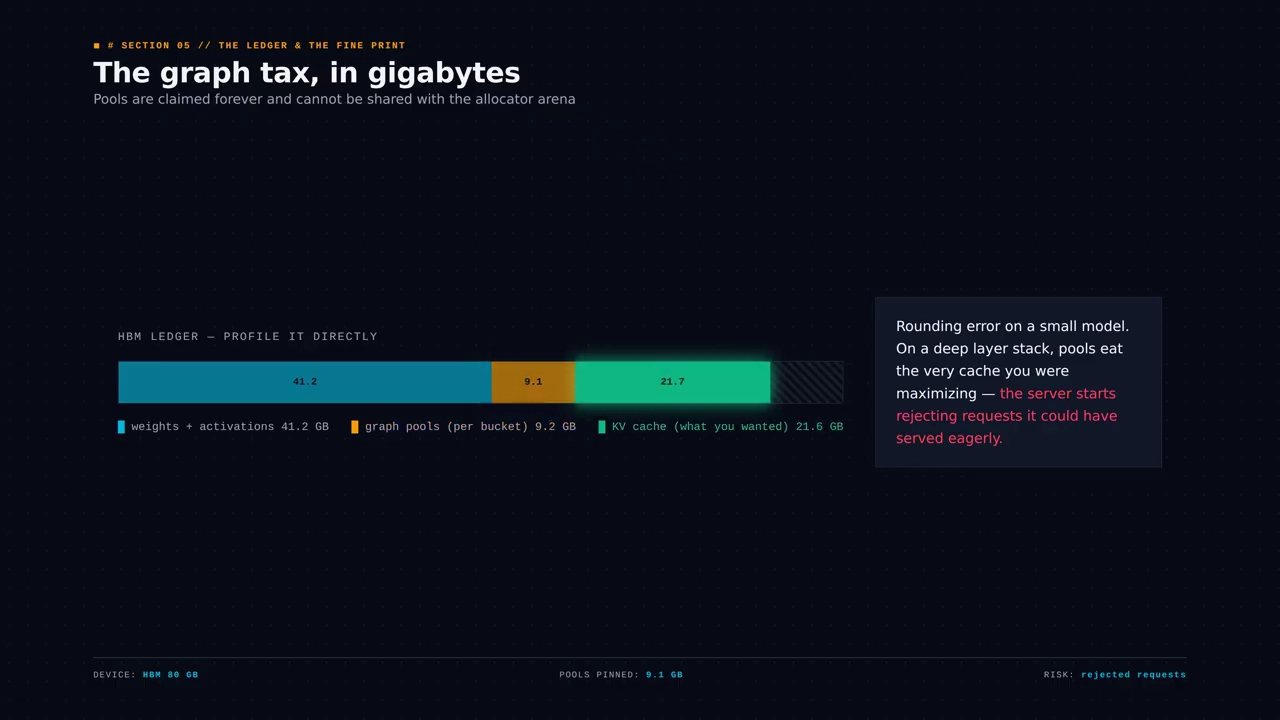 ■ # SECTION 05 // THE LEDGER & THE FINE PRINT
The graph tax, in gigabytes
Pools are claimed forever and cannot be shared with the allocator arena
HBM LEDGER — PROFILE IT DIRECTLY
41.2 9.1 21.7
weights + activations 41.2 GB graph pools (per bucket) 9.2 GB KV cache (what you wanted) 21.6 GB
Rounding error on a small model.
On a deep layer stack, pools eat
the very cache you were
maximizing — the server starts
rejecting requests it could have
served eagerly.
DEVICE: HBM 80 GB POOLS PINNED: 9.1 GB RISK: rejected requests